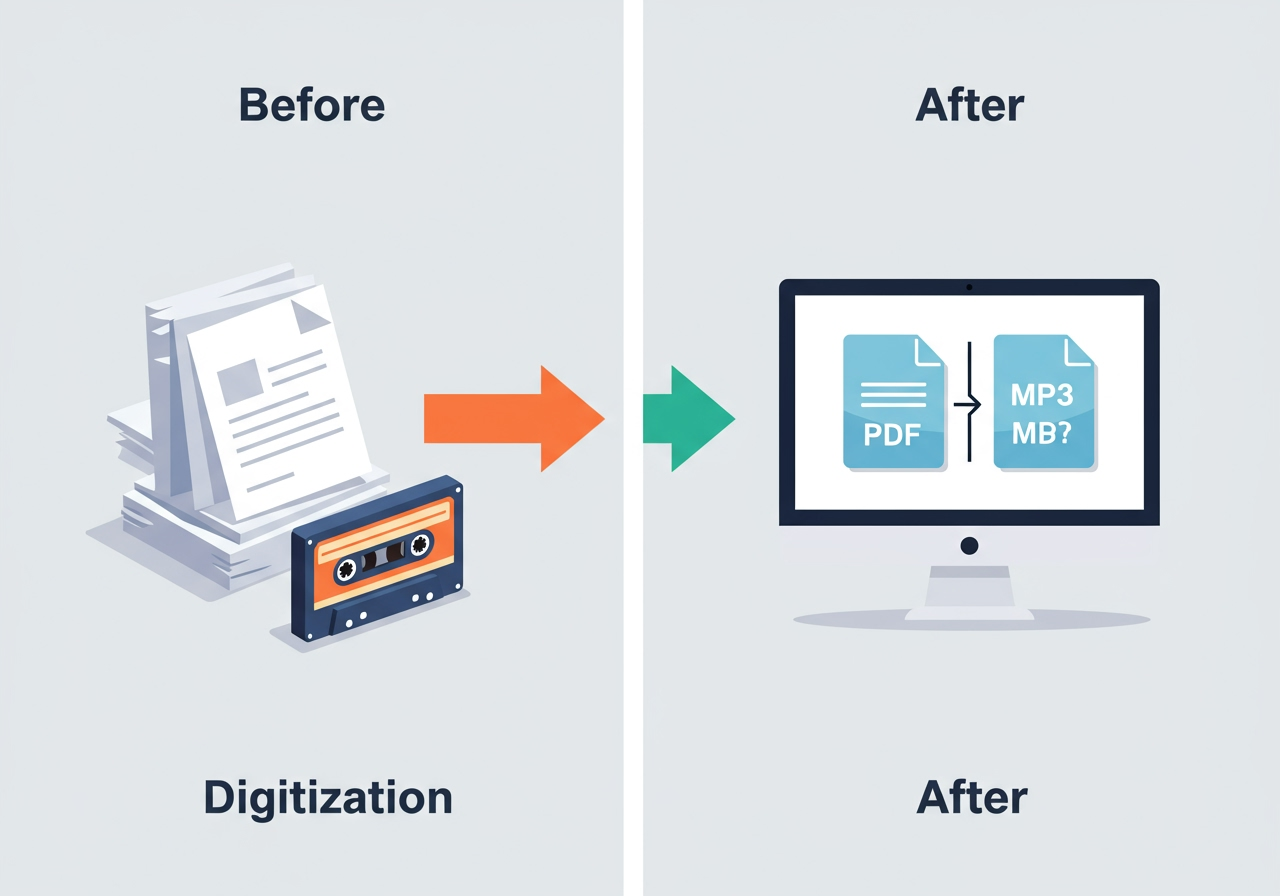 Before
After
PDF
MP3
MB?
Digitization
After